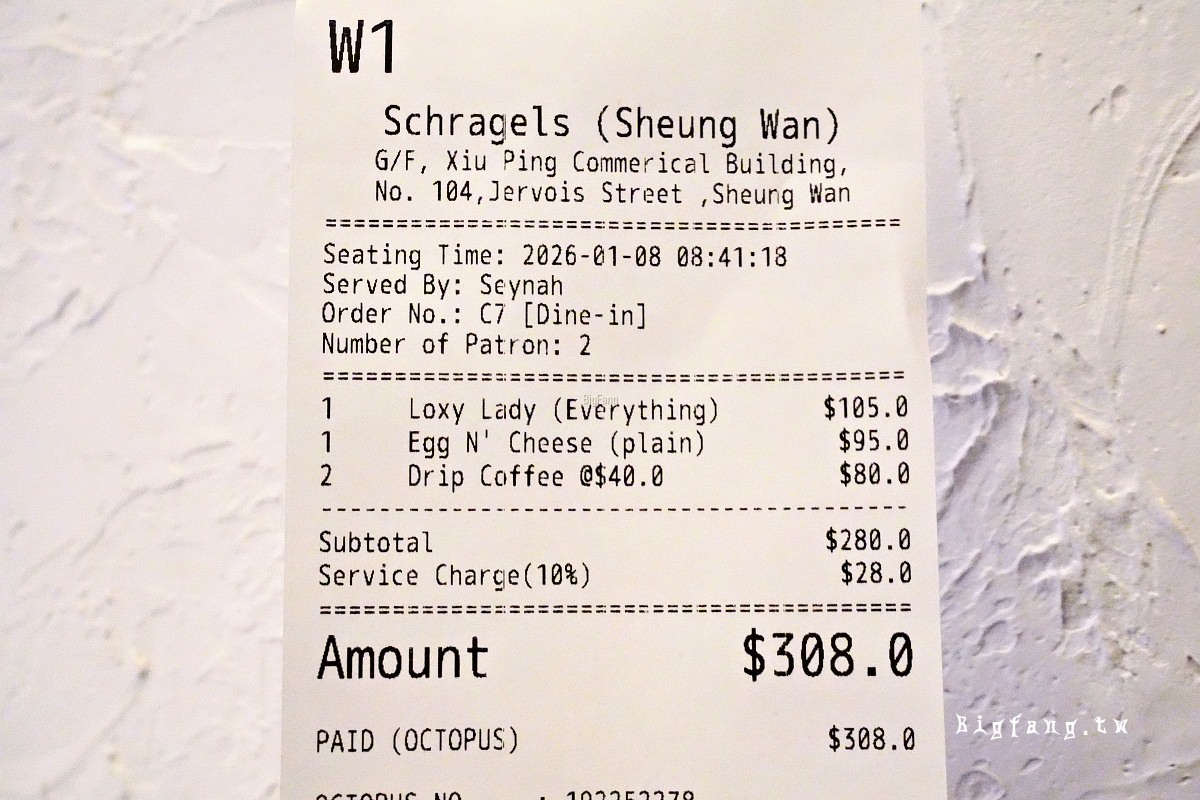 W1
Schragels (Sheung Wan)
G/F, Xiu Ping Commerical Building,
No. 104,Jervois Street ,Sheung Wan
================================================
Seating Time: 2026-01-08 08:41:18
Served By: Seynah
Order No.: C7 [Dine-in]
Number of Patron: 2
================================================
1 Loxy Lady (Everything) $105.0
BigFang
1 Egg N' Cheese (plain) $95.0
2 Drip Coffee @$40.0 $80.0
------------------------------------------------
Subtotal $280.0
Service Charge(10%) $28.0
================================================
Amount $308.0
Bigfang.tw
PAID (OCTOPUS) $308.0
OCTOPUS NO. :